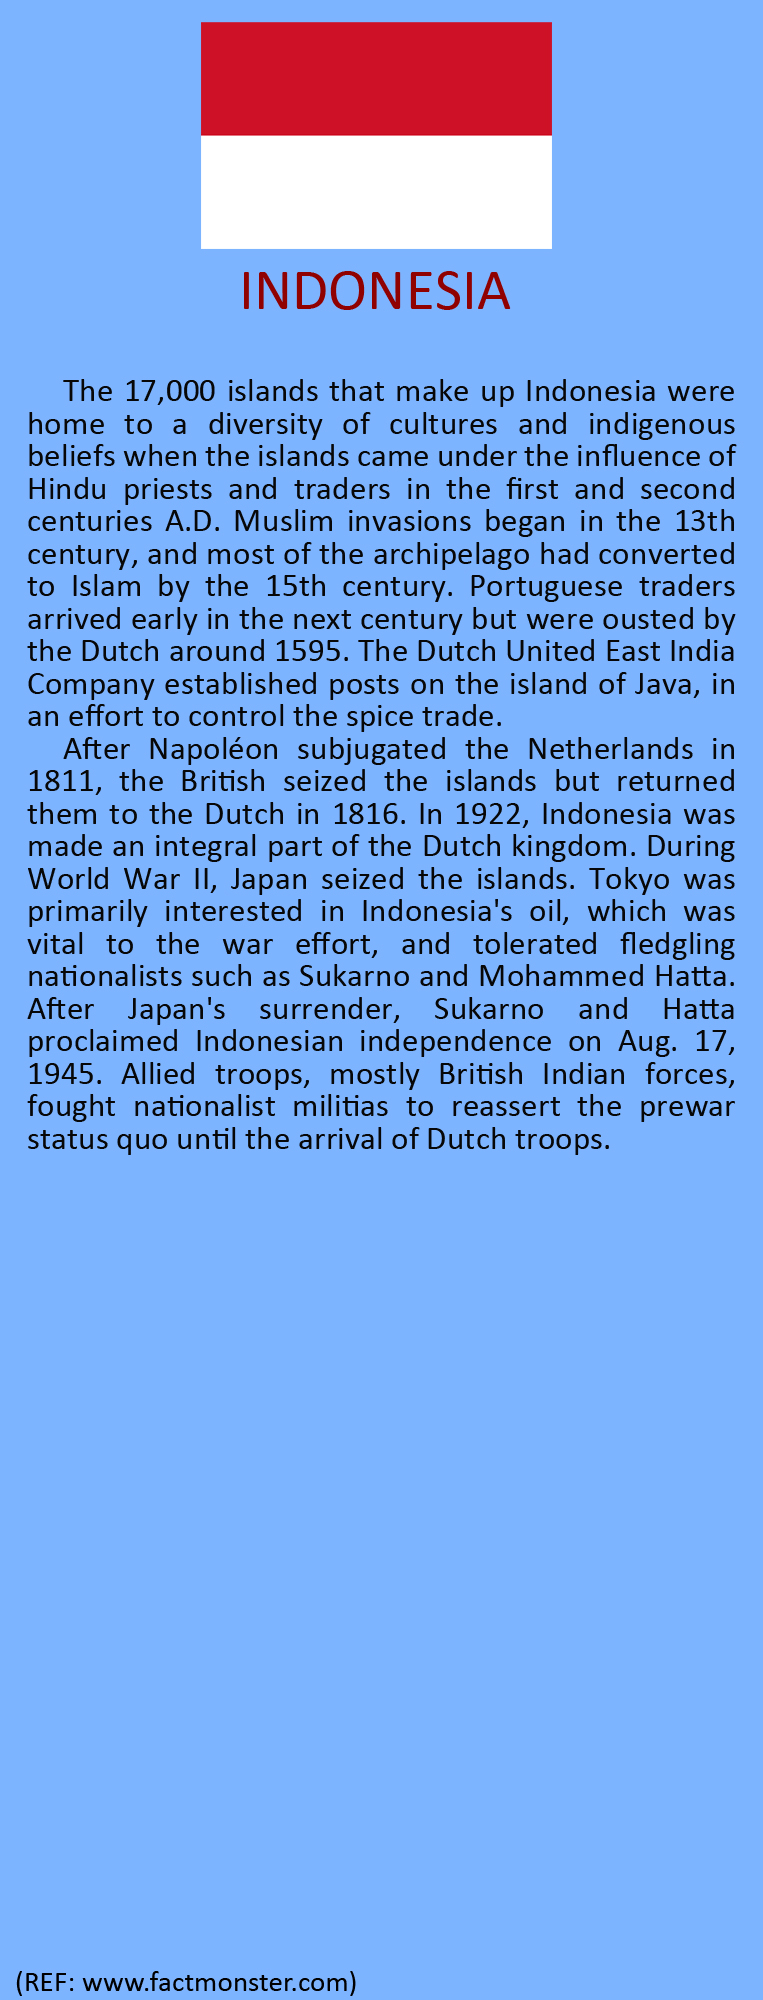 INDONESIA
The 17,000 islands that make up Indonesia were
home to a diversity of cultures and indigenous
beliefs when the islands came under the influence of
Hindu priests and traders in the first and second
centuries A.D. Muslim invasions began in the 13th
century, and most of the archipelago had converted
to Islam by the 15th century. Portuguese traders
arrived early in the next century but were ousted by
the Dutch around 1595. The Dutch United East India
Company established posts on the island of Java, in
an effort to control the spice trade.
After Napoléon subjugated the Netherlands in
1811, the British seized the islands but returned
them to the Dutch in 1816. In 1922, Indonesia was
made an integral part of the Dutch kingdom. During
World War II, Japan seized the islands. Tokyo was
primarily interested in Indonesia's oil, which was
vital to the war effort, and tolerated fledgling
nationalists such as Sukarno and Mohammed Hatta.
After Japan's surrender, Sukarno and Hatta
proclaimed Indonesian independence on Aug. 17,
1945. Allied troops, mostly British Indian forces,
fought nationalist militias to reassert the prewar
status quo until the arrival of Dutch troops.
(REF: www.factmonster.com)